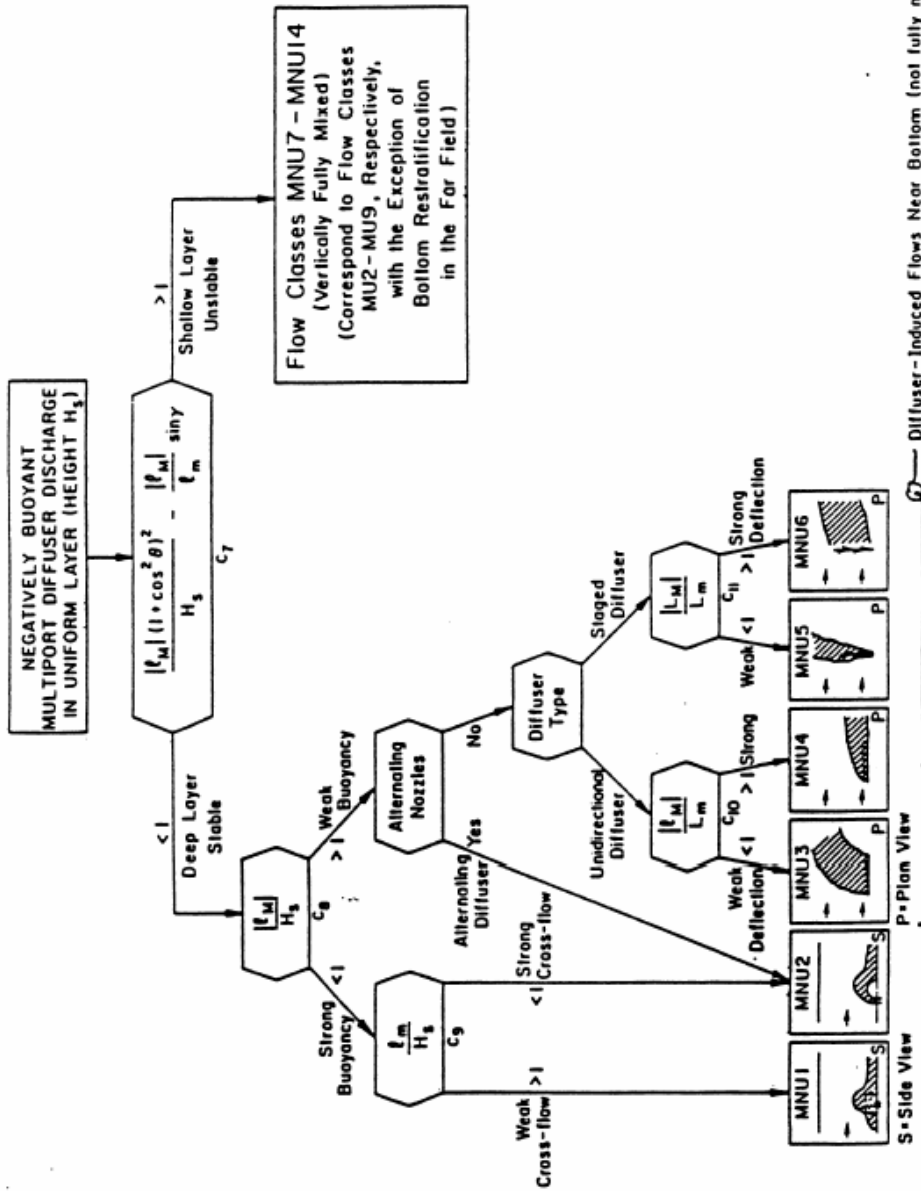 NEGATIVELY BUOYANT
MULTIPORT DIFFUSER DISCHARGE
IN UNIFORM LAYER (HEIGHT Hs)
|ℓM| (1 + cos² θ)² / Hs - |ℓM| / ℓm sinγ
C7
<1
Deep Layer
Stable
>1
Shallow Layer
Unstable
Flow Classes MNU7 - MNU14
(Vertically Fully Mixed)
(Correspond to Flow Classes
MU2-MU9, Respectively,
with the Exception of
Bottom Restratification
in the Far Field)
|ℓM| / Hs
C8
Strong
Buoyancy
<1
>1
Weak
Buoyancy
ℓm / Hs
C9
Alternating
Nozzles
Alternating
Diffuser
Yes
No
Diffuser
Type
Unidirectional
Diffuser
Staged
Diffuser
|ℓM| / Lm
C10
|LM| / Lm
C11
Weak
Cross-flow
>1
<1
Strong
Cross-flow
Weak
Deflection
<1
>1
Strong
Weak
<1
>1
Strong
Deflection
MNU1
S
MNU2
S
MNU3
P
MNU4
P
MNU5
P
MNU6
P
S=Side View
P=Plan View
Diffuser-Induced Flows Near Bottom (not fully